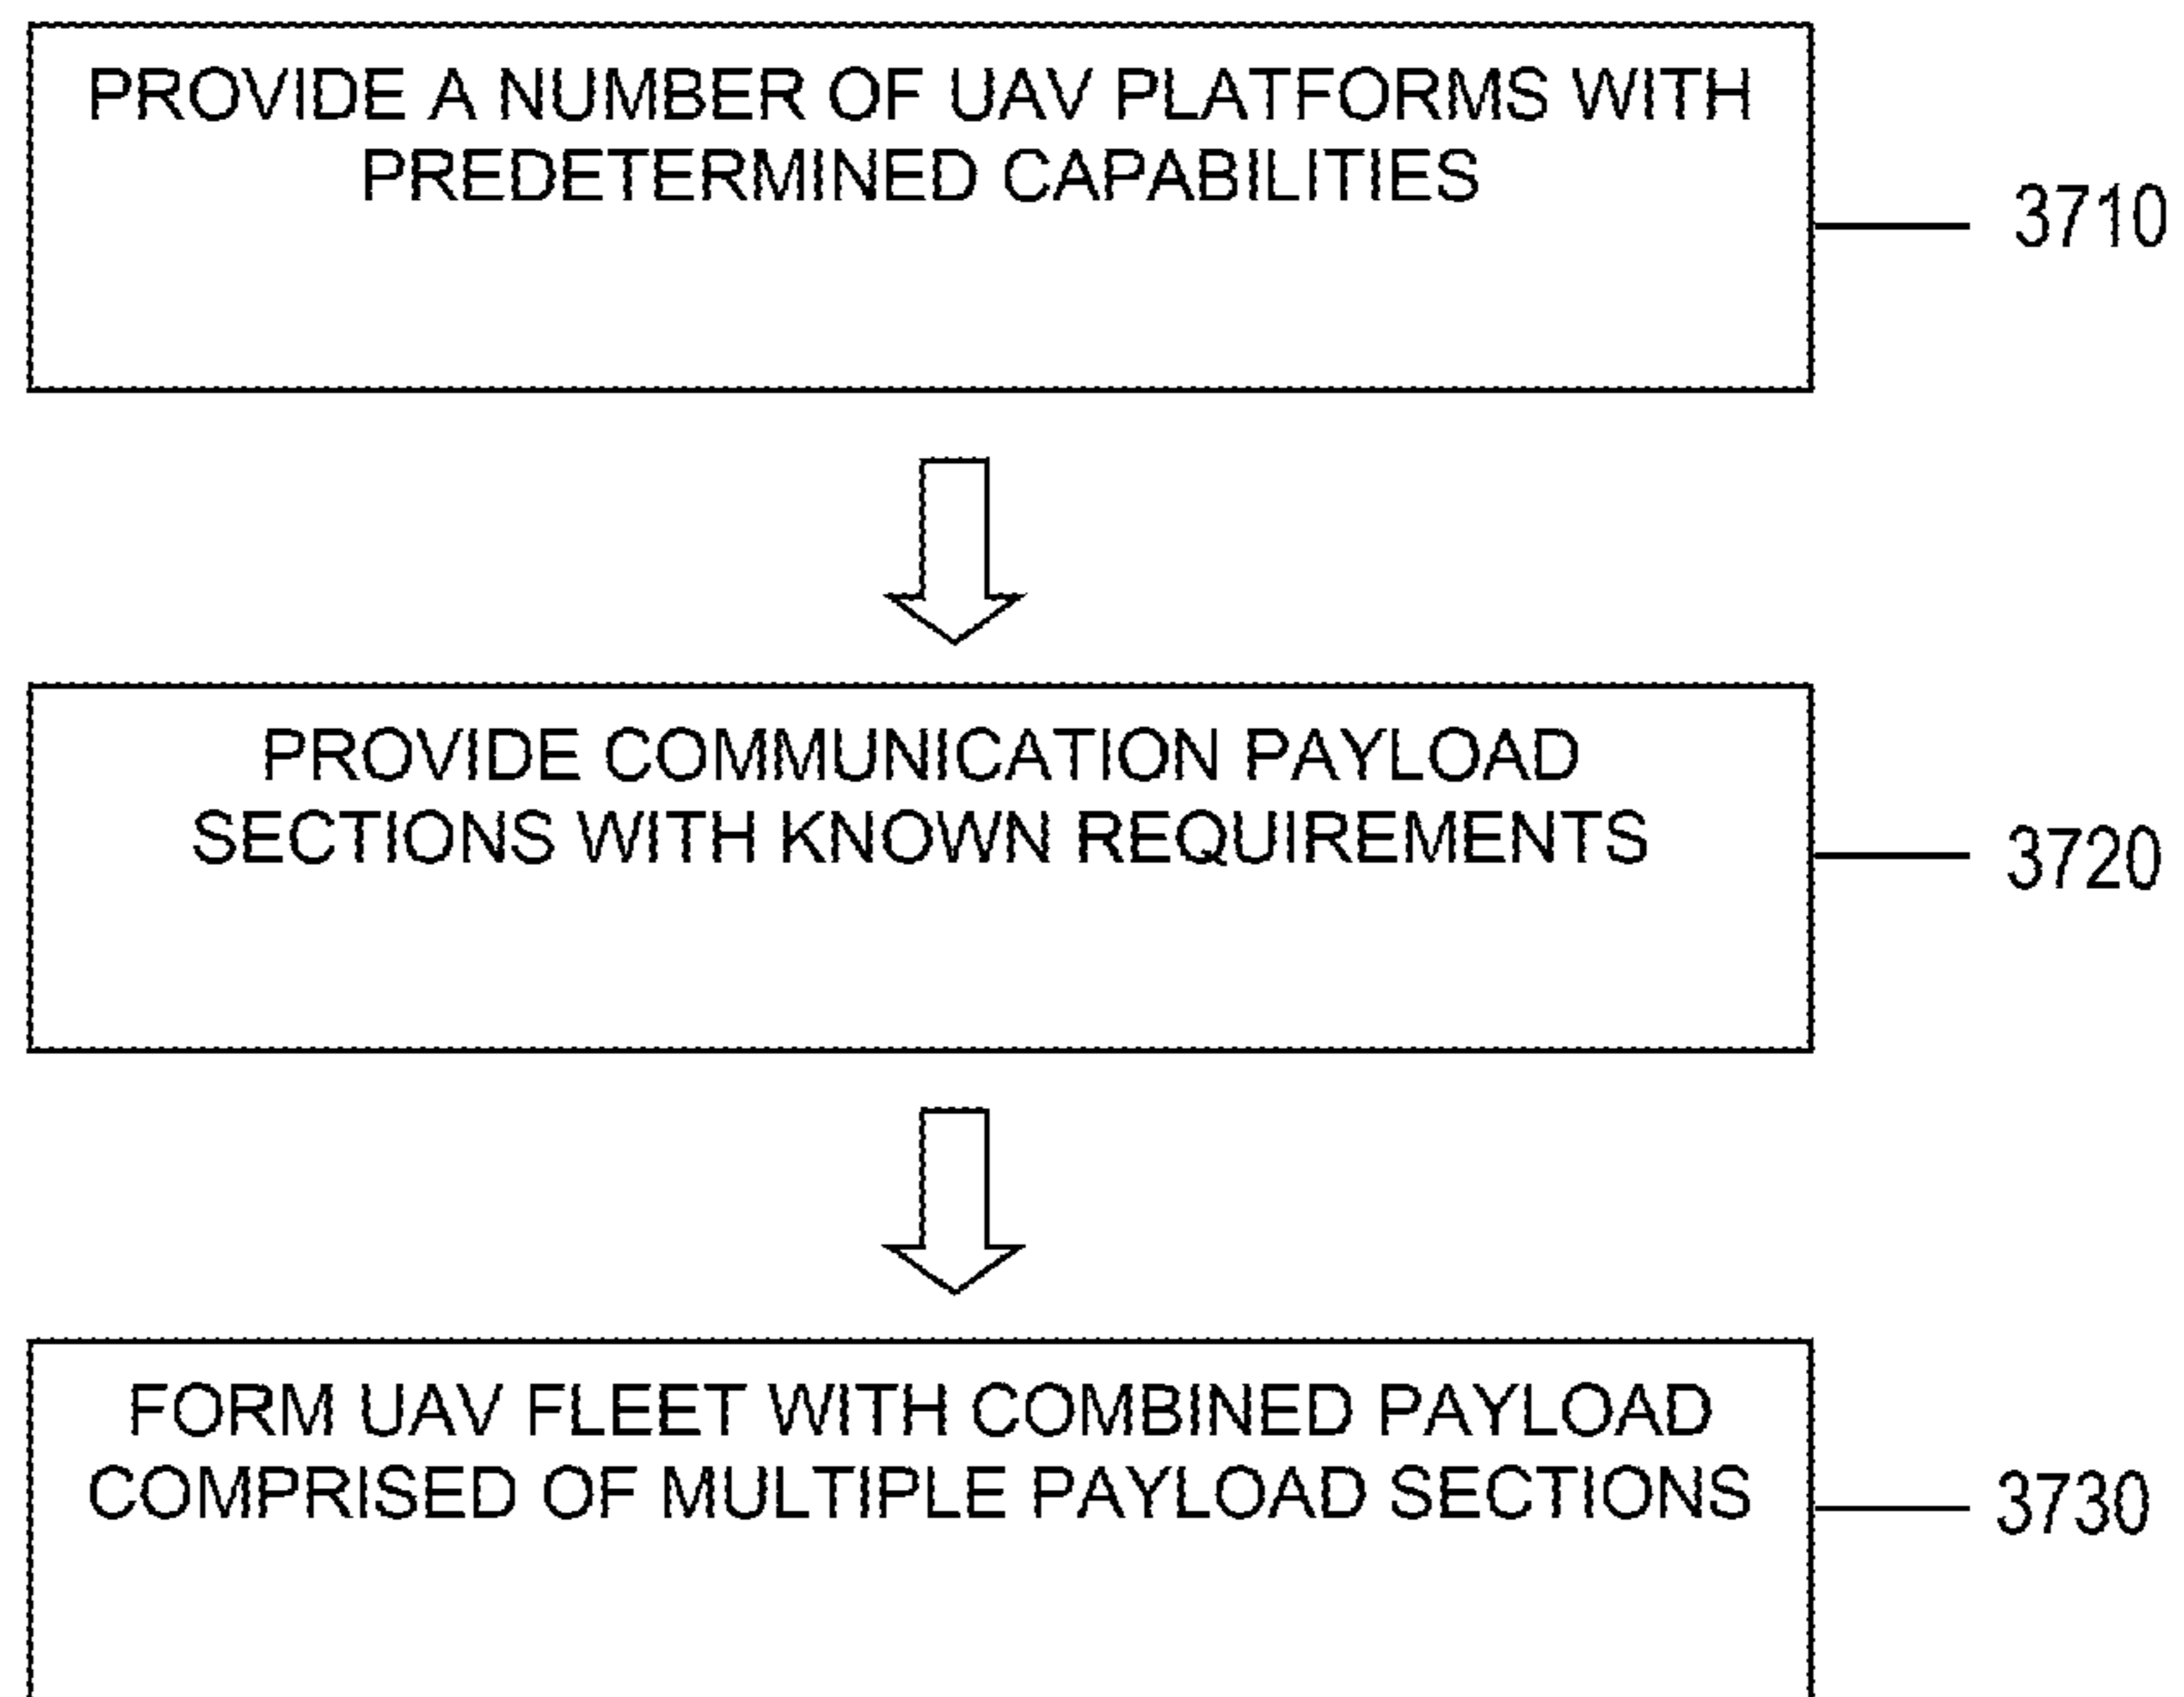 PROVIDE A NUMBER OF UAV PLATFORMS WITH
PREDETERMINED CAPABILITIES
3710
PROVIDE COMMUNICATION PAYLOAD
SECTIONS WITH KNOWN REQUIREMENTS
3720
FORM UAV FLEET WITH COMBINED PAYLOAD
COMPRISED OF MULTIPLE PAYLOAD SECTIONS
3730